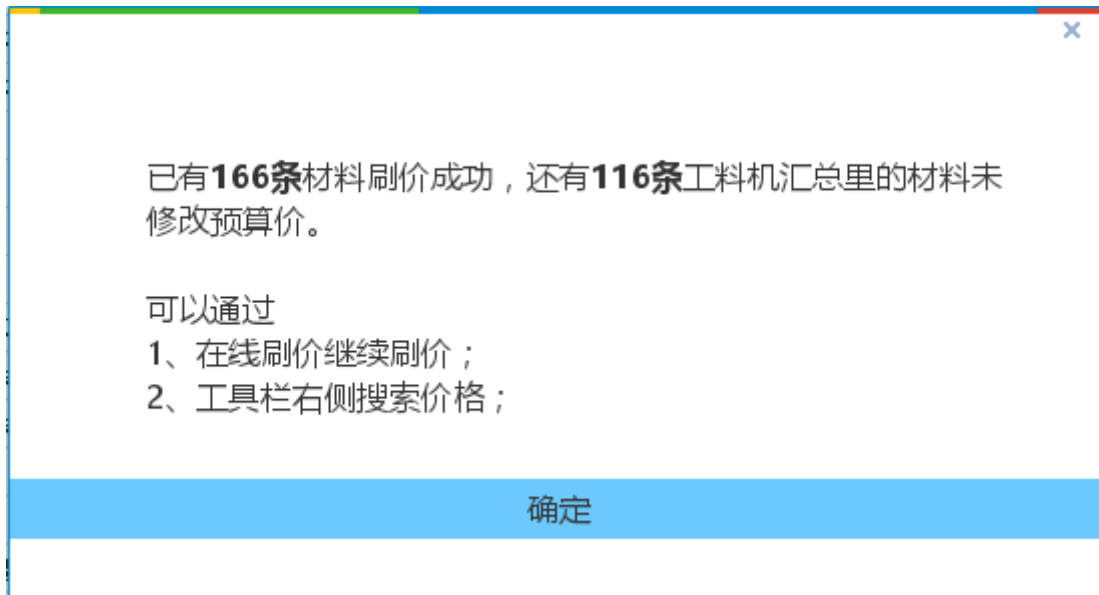 已有166条材料刷价成功，还有116条工料机汇总里的材料未
修改预算价。
可以通过
1、在线刷价继续刷价；
2、工具栏右侧搜索价格；
确定